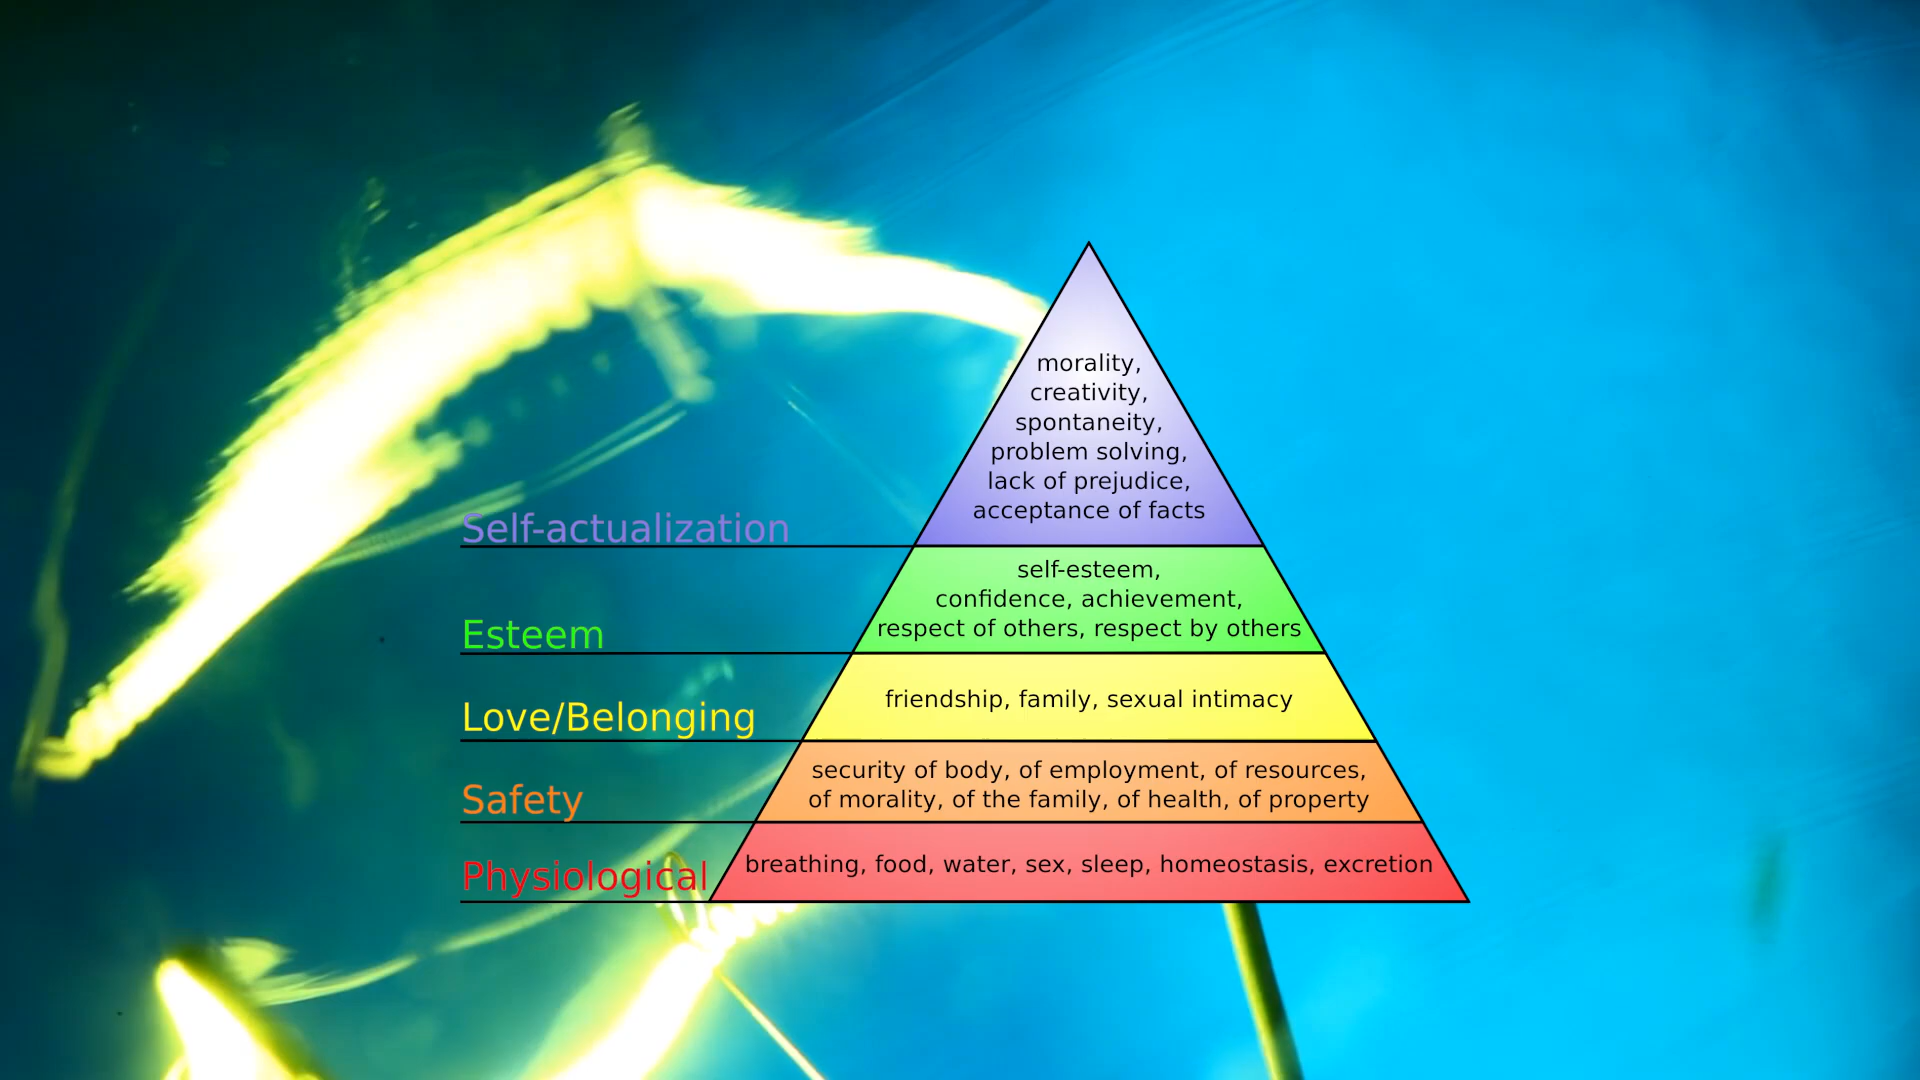 morality,
creativity,
spontaneity,
problem solving,
lack of prejudice,
acceptance of facts
Self-actualization
self-esteem,
confidence, achievement,
respect of others, respect by others
Esteem
friendship, family, sexual intimacy
Love/Belonging
security of body, of employment, of resources,
of morality, of the family, of health, of property
Safety
breathing, food, water, sex, sleep, homeostasis, excretion
Physiological